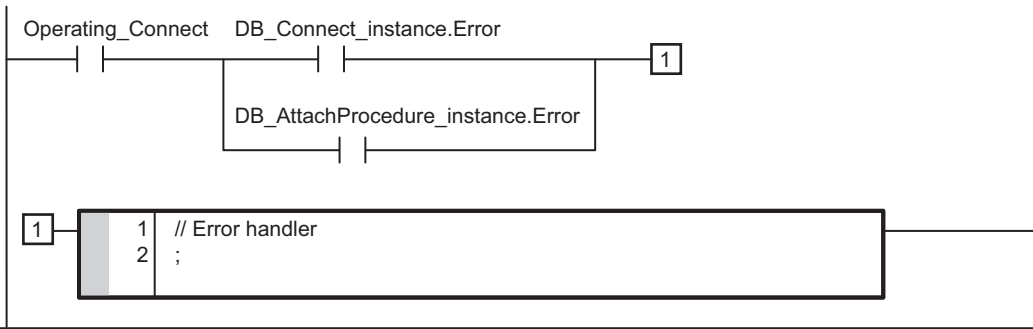 Operating_Connect DB_Connect_instance.Error
1
DB_AttachProcedure_instance.Error
1
1 // Error handler
2 ;